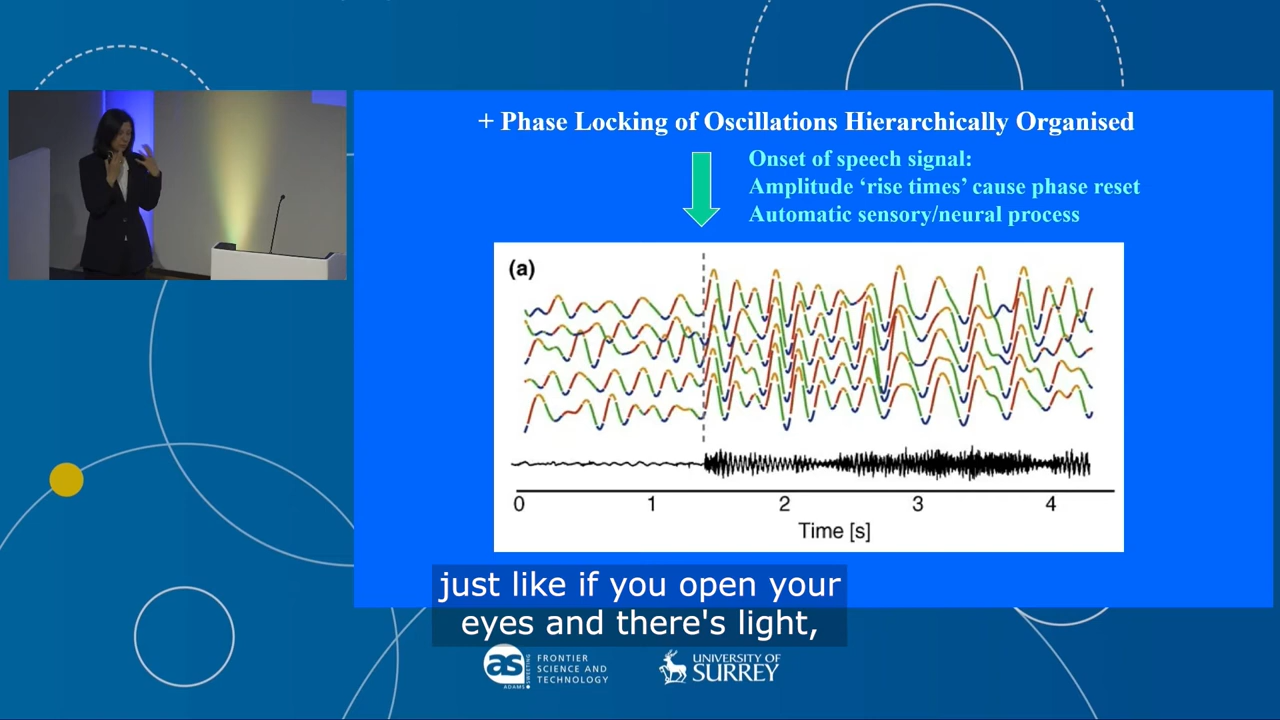 + Phase Locking of Oscillations Hierarchically Organised
Onset of speech signal:
Amplitude ‘rise times’ cause phase reset
Automatic sensory/neural process
(a)
0 1 2 3 4
Time [s]
just like if you open your
eyes and there's light,
as
ADAMS
SWEETING
FRONTIER
SCIENCE AND
TECHNOLOGY
UNIVERSITY OF
SURREY